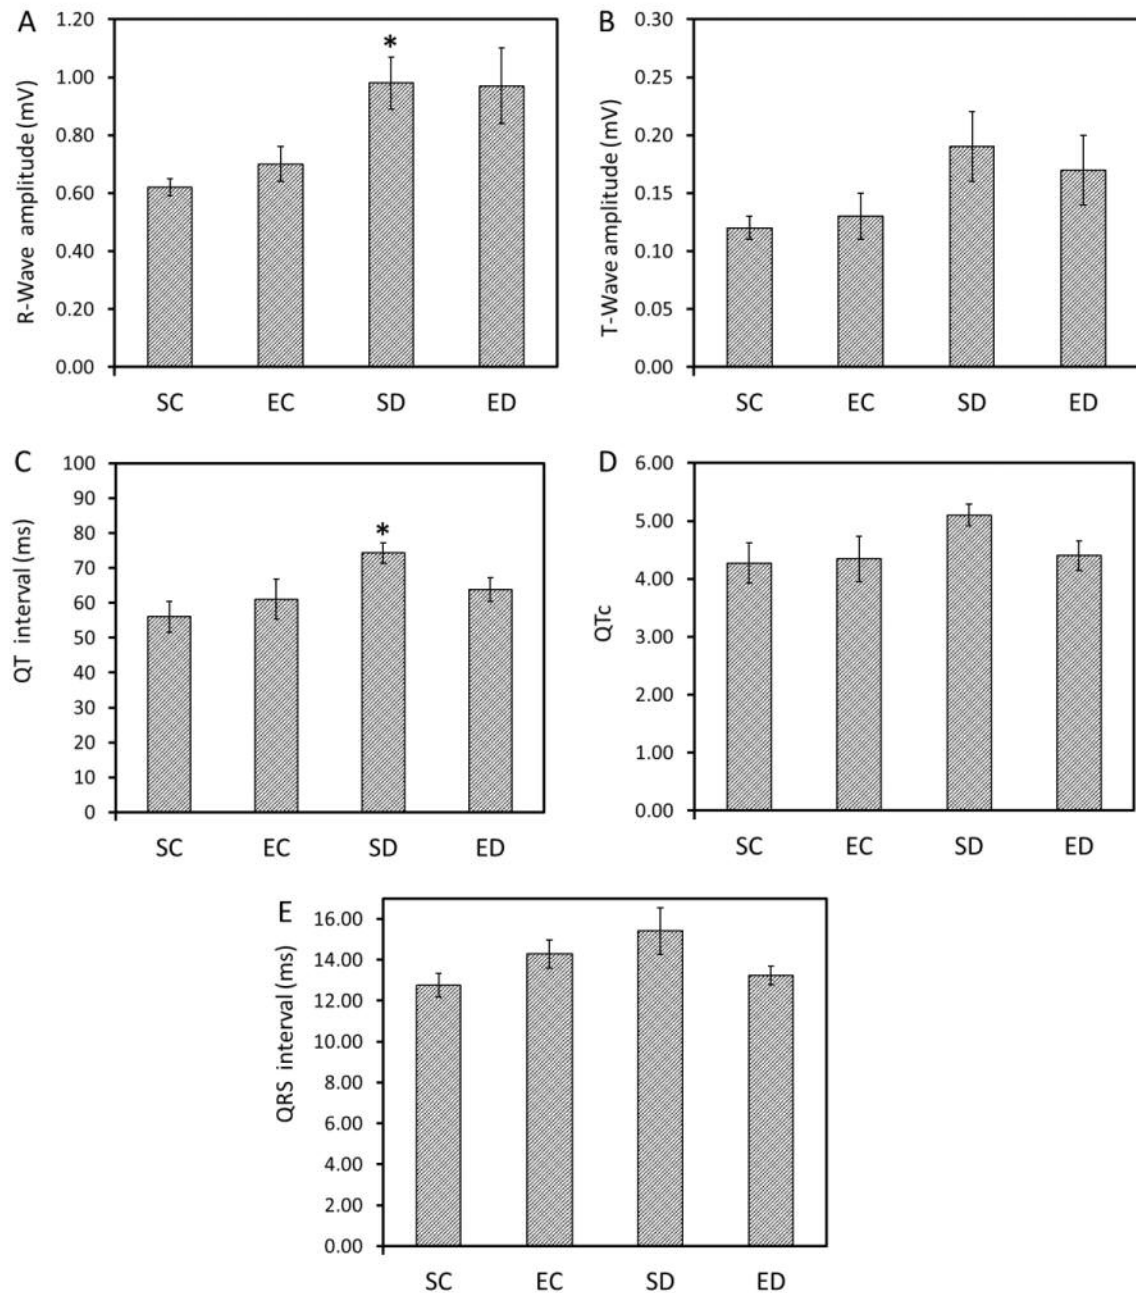 A
R-Wave amplitude (mV)
1.20
1.00
0.80
0.60
0.40
0.20
0.00
*
SC EC SD ED
B
T-Wave amplitude (mV)
0.30
0.25
0.20
0.15
0.10
0.05
0.00
SC EC SD ED
C
QT interval (ms)
100
90
80
70
60
50
40
30
20
10
0
*
SC EC SD ED
D
QTc
6.00
5.00
4.00
3.00
2.00
1.00
0.00
SC EC SD ED
E
QRS interval (ms)
16.00
14.00
12.00
10.00
8.00
6.00
4.00
2.00
0.00
SC EC SD ED